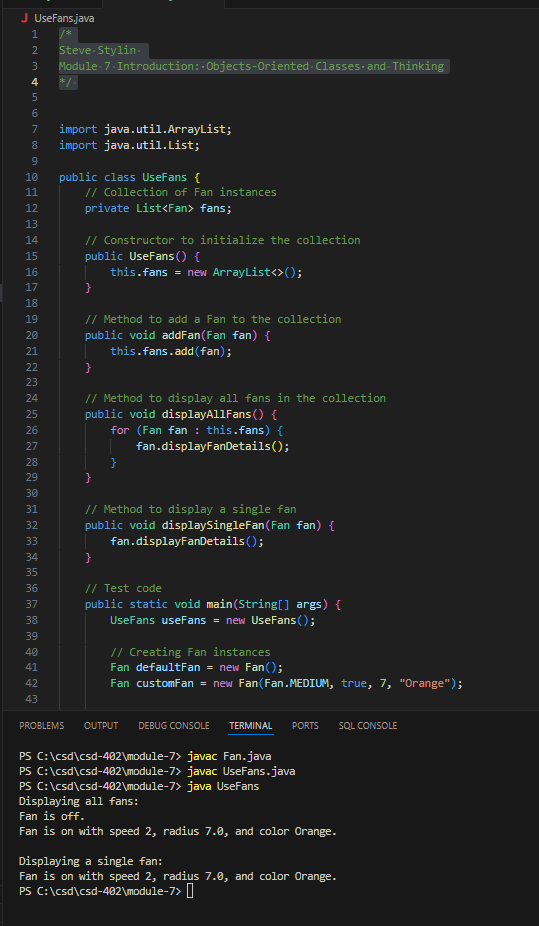 J UseFans.java
1 /*
2 Steve Stylin
3 Module 7 Introduction: Objects-Oriented Classes and Thinking
4 */
5
6
7 import java.util.ArrayList;
8 import java.util.List;
9
10 public class UseFans {
11 // Collection of Fan instances
12 private List<Fan> fans;
13
14 // Constructor to initialize the collection
15 public UseFans() {
16 this.fans = new ArrayList<>();
17 }
18
19 // Method to add a Fan to the collection
20 public void addFan(Fan fan) {
21 this.fans.add(fan);
22 }
23
24 // Method to display all fans in the collection
25 public void displayAllFans() {
26 for (Fan fan : this.fans) {
27 fan.displayFanDetails();
28 }
29 }
30
31 // Method to display a single fan
32 public void displaySingleFan(Fan fan) {
33 fan.displayFanDetails();
34 }
35
36 // Test code
37 public static void main(String[] args) {
38 UseFans useFans = new UseFans();
39
40 // Creating Fan instances
41 Fan defaultFan = new Fan();
42 Fan customFan = new Fan(Fan.MEDIUM, true, 7, "Orange");
43
PROBLEMS OUTPUT DEBUG CONSOLE TERMINAL PORTS SQL CONSOLE
PS C:\csd\csd-402\module-7> javac Fan.java
PS C:\csd\csd-402\module-7> javac UseFans.java
PS C:\csd\csd-402\module-7> java UseFans
Displaying all fans:
Fan is off.
Fan is on with speed 2, radius 7.0, and color Orange.

Displaying a single fan:
Fan is on with speed 2, radius 7.0, and color Orange.
PS C:\csd\csd-402\module-7>